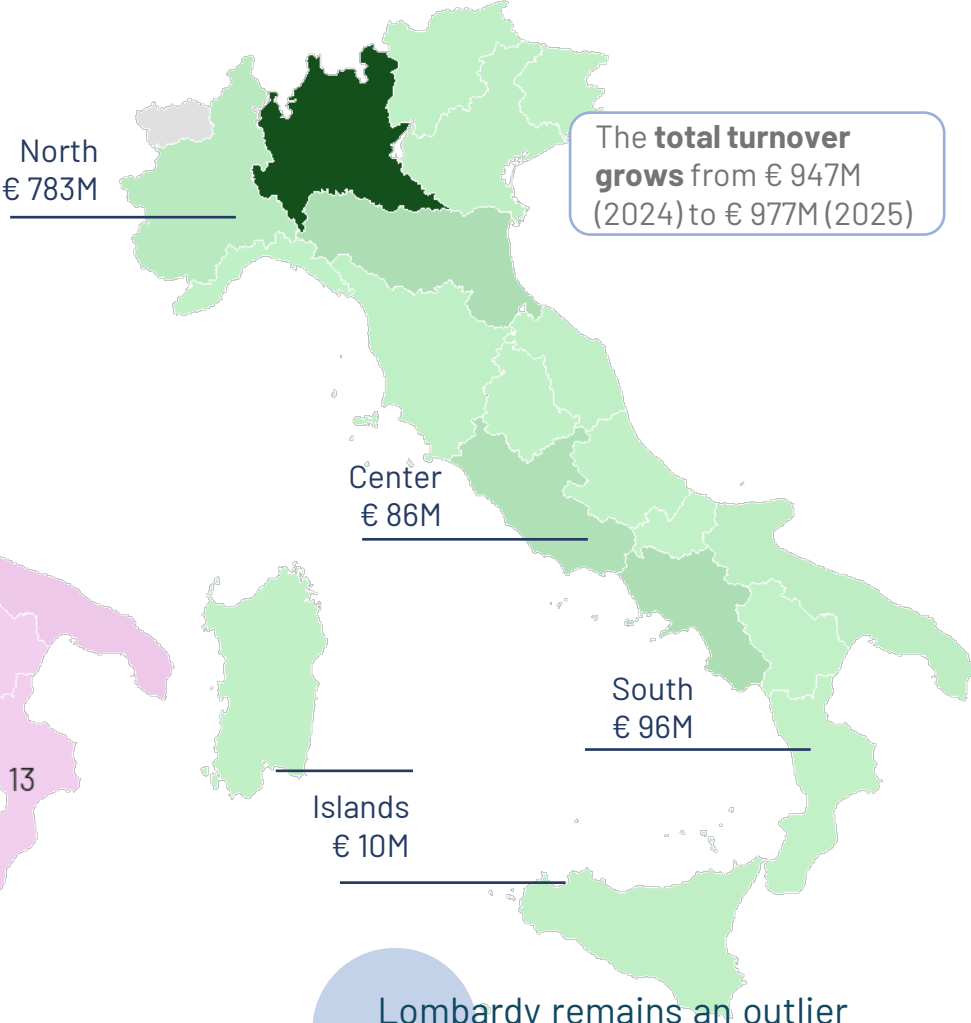 North
€ 783M
The total turnover
grows from € 947M
(2024) to € 977M (2025)
Center
€ 86M
South
€ 96M
13
Islands
€ 10M
Lombardy remains an outlier